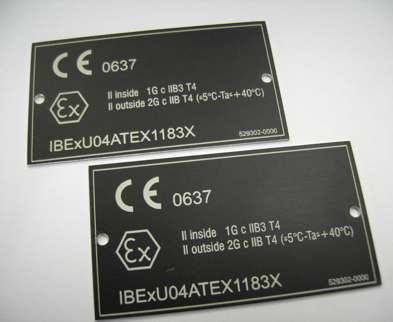 CE 0637
II inside 1G c IIB3 T4
II outside 2G c IIB T4 (±5°C-Ta≤+40°C)
Ex
IBExU04ATEX1183X
529302-0000
CE 0637
II inside 1G c IIB3 T4
II outside 2G c IIB T4 (±5°C-Ta≤+40°C)
Ex
IBExU04ATEX1183X
529302-0000